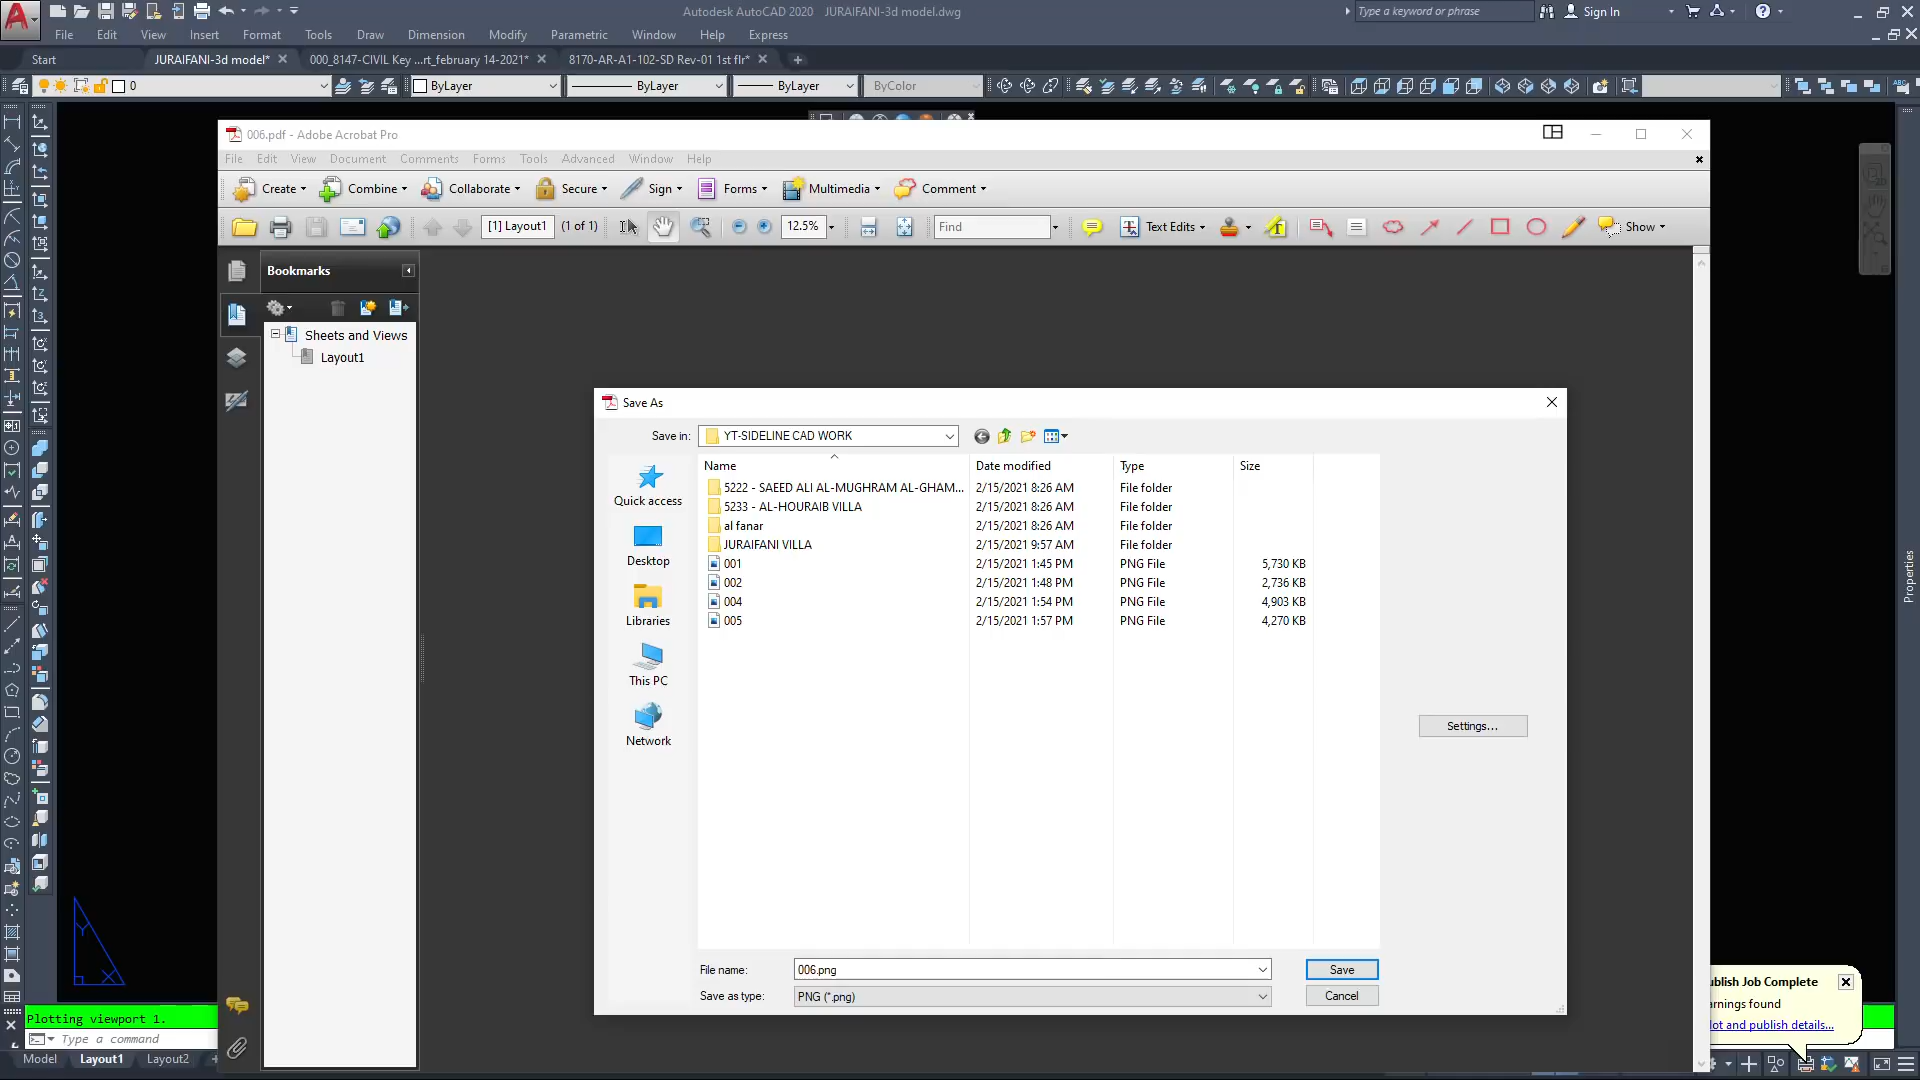 Autodesk AutoCAD 2020 JURAIFANI-3d model.dwg
Type a keyword or phrase
Sign In
File Edit View Insert Format Tools Draw Dimension Modify Parametric Window Help Express
Start
JURAIFANI-3d model*
000_8147-CIVIL Key ...rt_february 14-2021*
8170-AR-A1-102-SD Rev-01 1st flr*
0
ByLayer
ByLayer
ByLayer
ByColor
006.pdf - Adobe Acrobat Pro
File Edit View Document Comments Forms Tools Advanced Window Help
Create Combine Collaborate Secure Sign Forms Multimedia Comment
[1] Layout1 (1 of 1)
12.5%
Find
Text Edits
Show
Bookmarks
Sheets and Views
Layout1
Save As
Save in: YT-SIDELINE CAD WORK
Name Date modified Type Size
5222 - SAEED ALI AL-MUGHRAM AL-GHAM... 2/15/2021 8:26 AM File folder
5233 - AL-HOURAIB VILLA 2/15/2021 8:26 AM File folder
al fanar 2/15/2021 8:26 AM File folder
JURAIFANI VILLA 2/15/2021 9:57 AM File folder
001 2/15/2021 1:45 PM PNG File 5,730 KB
002 2/15/2021 1:48 PM PNG File 2,736 KB
004 2/15/2021 1:54 PM PNG File 4,903 KB
005 2/15/2021 1:57 PM PNG File 4,270 KB
Quick access
Desktop
Libraries
This PC
Network
Settings...
File name: 006.png
Save
Save as type: PNG (*.png)
Cancel
Properties
ublish Job Complete
arnings found
lot and publish details...
Plotting viewport 1.
Type a command
Model Layout1 Layout2
Y
X